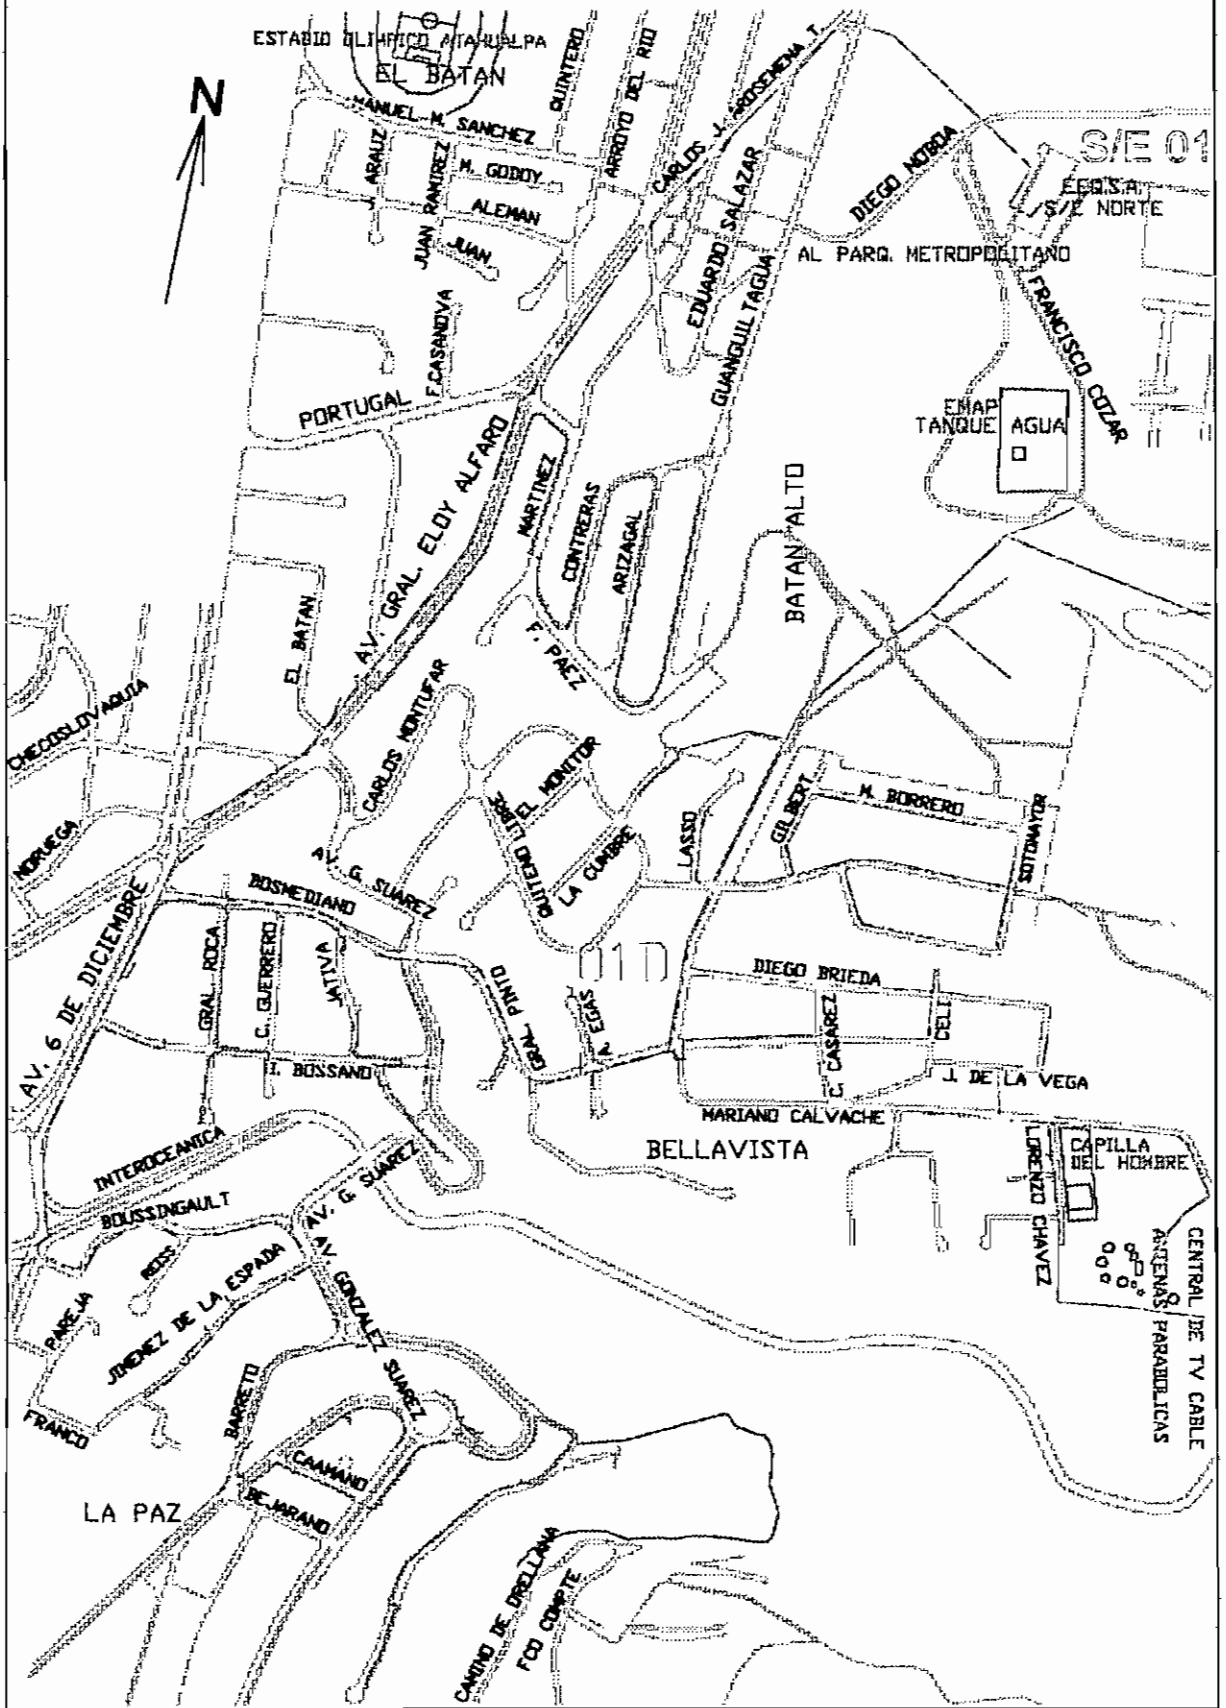 ESTADIO OLIMPICO ATAHUALPA
EL BATAN
N
MANUEL M. SANCHEZ
QUINTERO
ARROYO DEL RIO
CARLOS J. AROSEMENA T.
J. ARAUZ
JUAN RAMIREZ
M. GODOY
ALEMAN
JUAN
EDUARDO SALAZAR
GUANGUILTAGUA
DIEGO NOBOA
S/E 01
E.E.Q.S.A.
S/E NORTE
AL PARQ. METROPOLITANO
FRANCISCO COZAR
F.CASANOVA
PORTUGAL
EMAP
TANQUE AGUA
AV. GRAL. ELOY ALFARO
MARTINEZ
CONTRERAS
ARIZAGAL
BATAN ALTO
EL BATAN
F. PAEZ
CHECOSLOVAQUIA
CARLOS MONTUFAR
QUITENO LIBRE
EL MONITOR
LA CUMBRE
LASSO
GILBERT
M. BORRERO
SOTOMAYOR
NORUEGA
AV. G. SUAREZ
BOSMEDIANO
AV. 6 DE DICIEMBRE
GRAL. ROCA
C. GUERRERO
JATIVA
GRAL. PINTO
01D
A. EGAS
DIEGO BRIEDA
C. CASAREZ
CELI
I. BOSSANO
J. DE LA VEGA
MARIANO CALVACHE
BELLAVISTA
INTEROCEANICA
BOUSSINGAULT
AV. G. SUAREZ
LORENZO CHAVEZ
CAPILLA
DEL HOMBRE
CENTRAL DE TV CABLE
ANTENAS PARABOLICAS
REISS
PAREJA
JIMENEZ DE LA ESPADA
AV. GONZALEZ SUAREZ
FRANCO
BARRETO
CAAMANO
BEJARANO
LA PAZ
CAMINO DE ORELLANA
FCO COMPTE